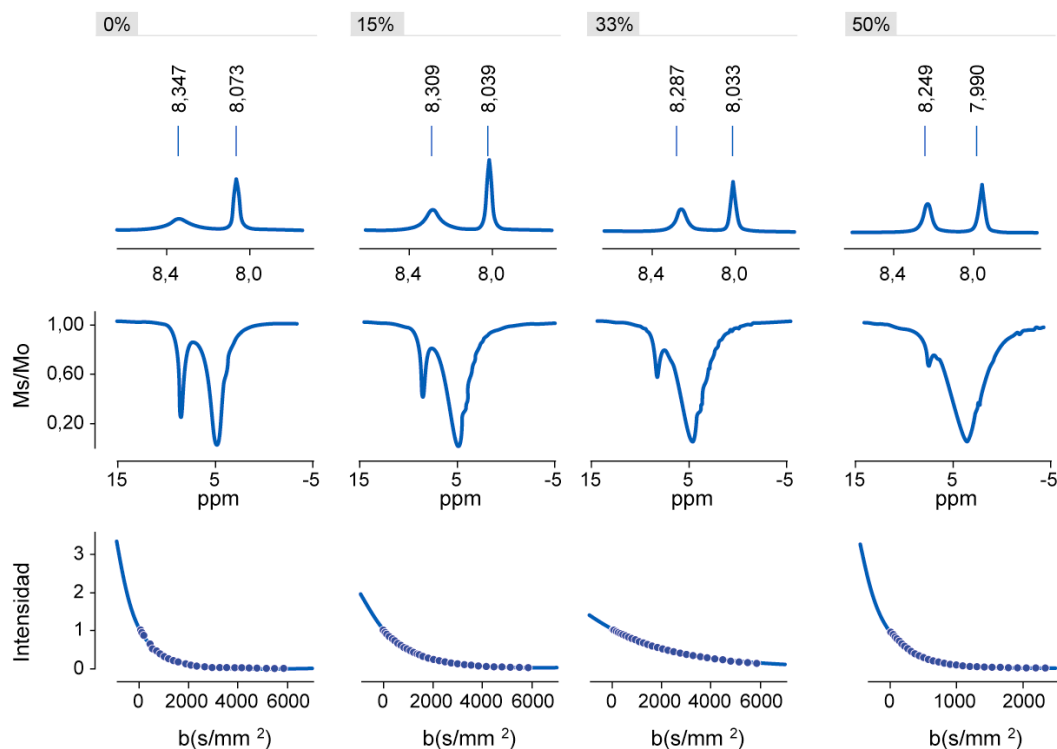 0% 15% 33% 50%
8,347 8,073 8,309 8,039 8,287 8,033 8,249 7,990
8,4 8,0 8,4 8,0 8,4 8,0 8,4 8,0
Ms/Mo
1,00
0,60
0,20
15 5 -5 15 5 -5 15 5 -5 15 5 -5
ppm ppm ppm ppm
Intensidad
3
2
1
0
0 2000 4000 6000 0 2000 4000 6000 0 2000 4000 6000 0 1000 2000
b(s/mm ²) b(s/mm ²) b(s/mm ²) b(s/mm ²)